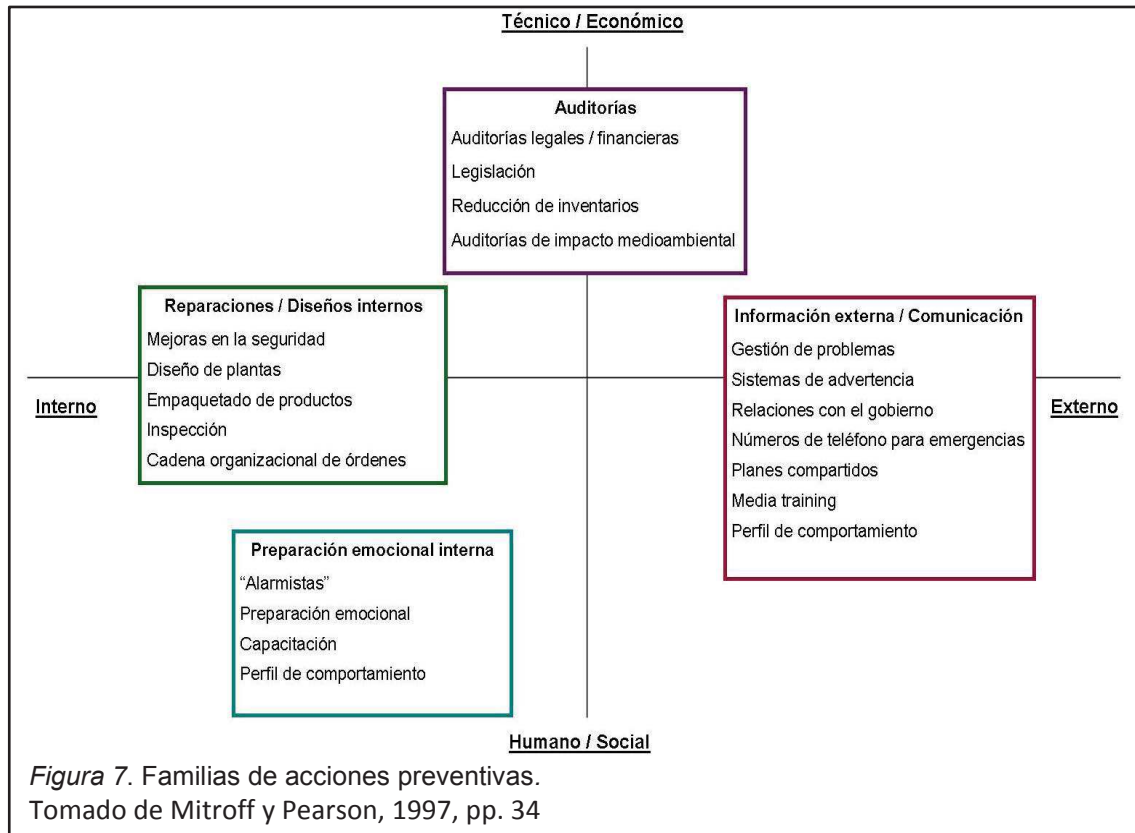 Técnico / Económico
Auditorías
Auditorías legales / financieras
Legislación
Reducción de inventarios
Auditorías de impacto medioambiental
Reparaciones / Diseños internos
Mejoras en la seguridad
Diseño de plantas
Empaquetado de productos
Inspección
Cadena organizacional de órdenes
Información externa / Comunicación
Gestión de problemas
Sistemas de advertencia
Relaciones con el gobierno
Números de teléfono para emergencias
Planes compartidos
Media training
Perfil de comportamiento
Interno
Externo
Preparación emocional interna
“Alarmistas”
Preparación emocional
Capacitación
Perfil de comportamiento
Humano / Social
Figura 7. Familias de acciones preventivas.
Tomado de Mitroff y Pearson, 1997, pp. 34